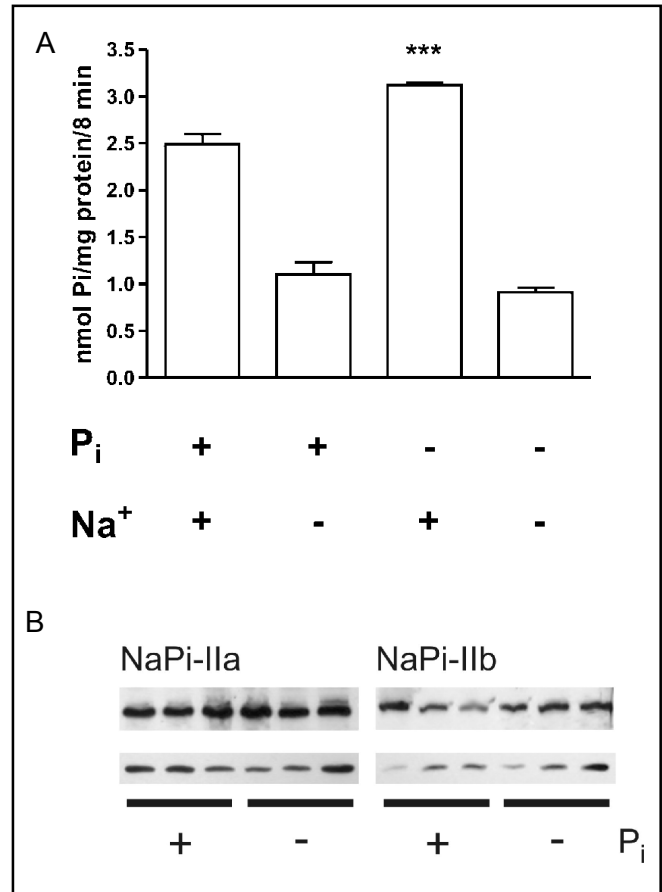 A
***
3.5
3.0
2.5
2.0
1.5
1.0
0.5
0.0
nmol Pi/mg protein/8 min
Pi + + - -
Na+ + - + -
B
NaPi-IIa NaPi-IIb
+ - + - Pi